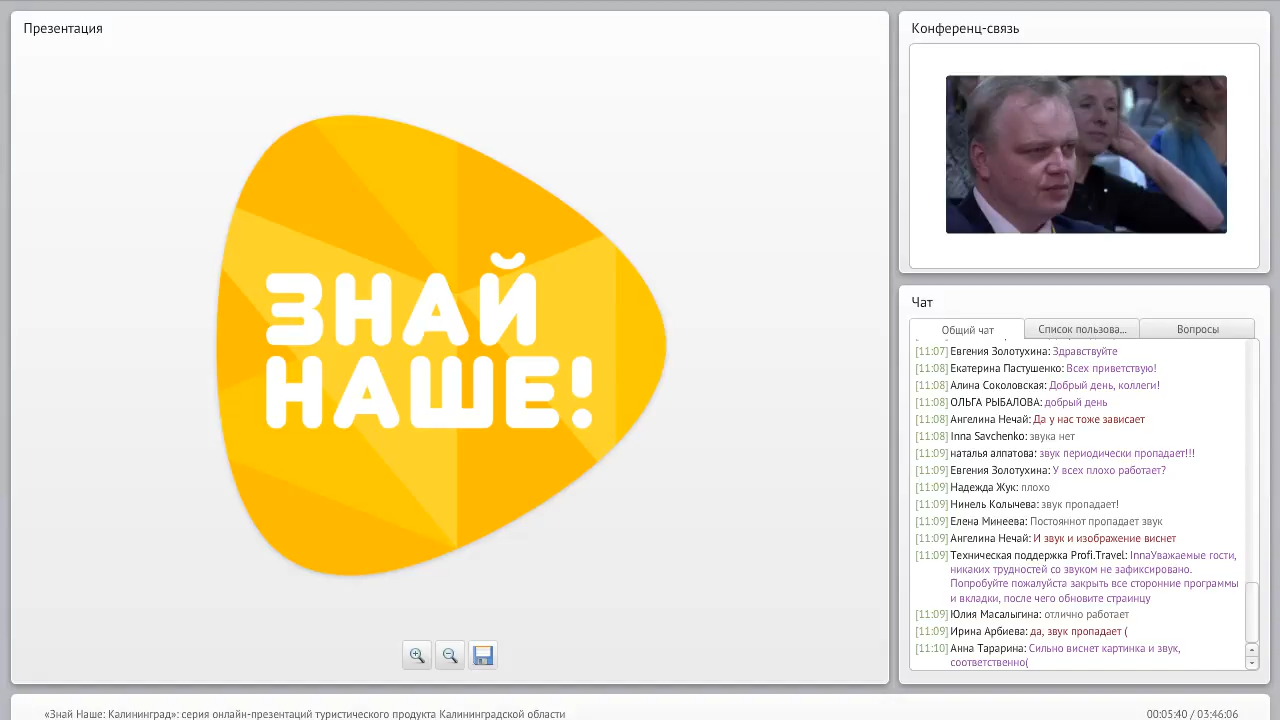 Презентация
ЗНАЙ
НАШЕ!
Конференц-связь
Чат
Общий чат
Список пользова...
Вопросы
[11:07] Евгения Золотухина: Здравствуйте
[11:08] Екатерина Пастушенко: Всех приветствую!
[11:08] Алина Соколовская: Добрый день, коллеги!
[11:08] ОЛЬГА РЫБАЛОВА: добрый день
[11:08] Ангелина Нечай: Да у нас тоже зависает
[11:08] Inna Savchenko: звука нет
[11:09] наталья алпатова: звук периодически пропадает!!!
[11:09] Евгения Золотухина: У всех плохо работает?
[11:09] Надежда Жук: плохо
[11:09] Нинель Колычева: звук пропадает!
[11:09] Елена Минеева: Постояннот пропадает звук
[11:09] Ангелина Нечай: И звук и изображение виснет
[11:09] Техническая поддержка Profi.Travel: InnaУважаемые гости,
никаких трудностей со звуком не зафиксировано.
Попробуйте пожалуйста закрыть все сторонние программы
и вкладки, после чего обновите страинцу
[11:09] Юлия Масалыгина: отлично работает
[11:09] Ирина Арбиева: да, звук пропадает (
[11:10] Анна Тарарина: Сильно виснет картинка и звук,
соответственно(
«Знай Наше: Калининград»: серия онлайн-презентаций туристического продукта Калининградской области
00:05:40 / 03:46:06